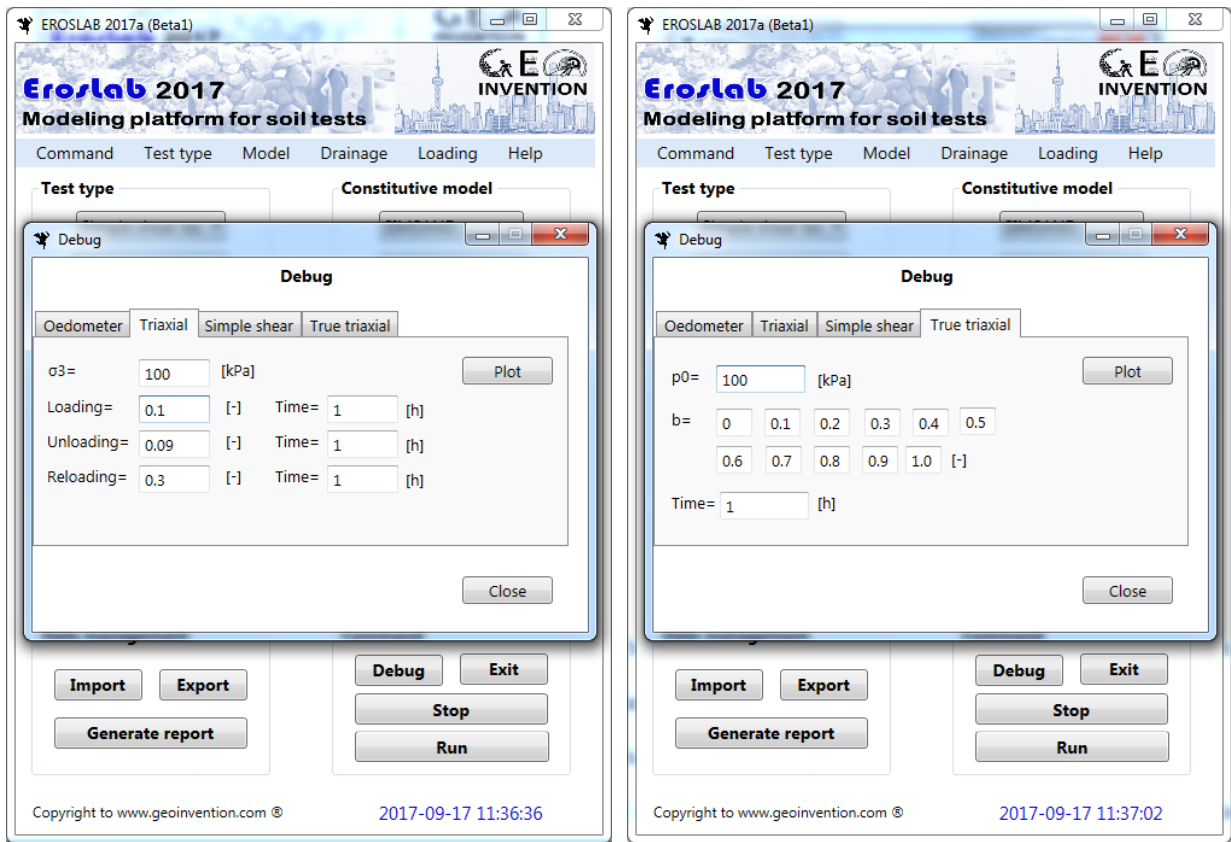 EROSLAB 2017a (Beta1)
GEO
INVENTION
ErosLab 2017
Modeling platform for soil tests
Command Test type Model Drainage Loading Help
Test type Constitutive model
Debug
Debug
Oedometer Triaxial Simple shear True triaxial
σ3= 100 [kPa] Plot
Loading= 0.1 [-] Time= 1 [h]
Unloading= 0.09 [-] Time= 1 [h]
Reloading= 0.3 [-] Time= 1 [h]
Close
Import Export Debug Exit
Generate report Stop
Run
Copyright to www.geoinvention.com ® 2017-09-17 11:36:36
EROSLAB 2017a (Beta1)
GEO
INVENTION
ErosLab 2017
Modeling platform for soil tests
Command Test type Model Drainage Loading Help
Test type Constitutive model
Debug
Debug
Oedometer Triaxial Simple shear True triaxial
p0= 100 [kPa] Plot
b= 0 0.1 0.2 0.3 0.4 0.5
0.6 0.7 0.8 0.9 1.0 [-]
Time= 1 [h]
Close
Import Export Debug Exit
Generate report Stop
Run
Copyright to www.geoinvention.com ® 2017-09-17 11:37:02